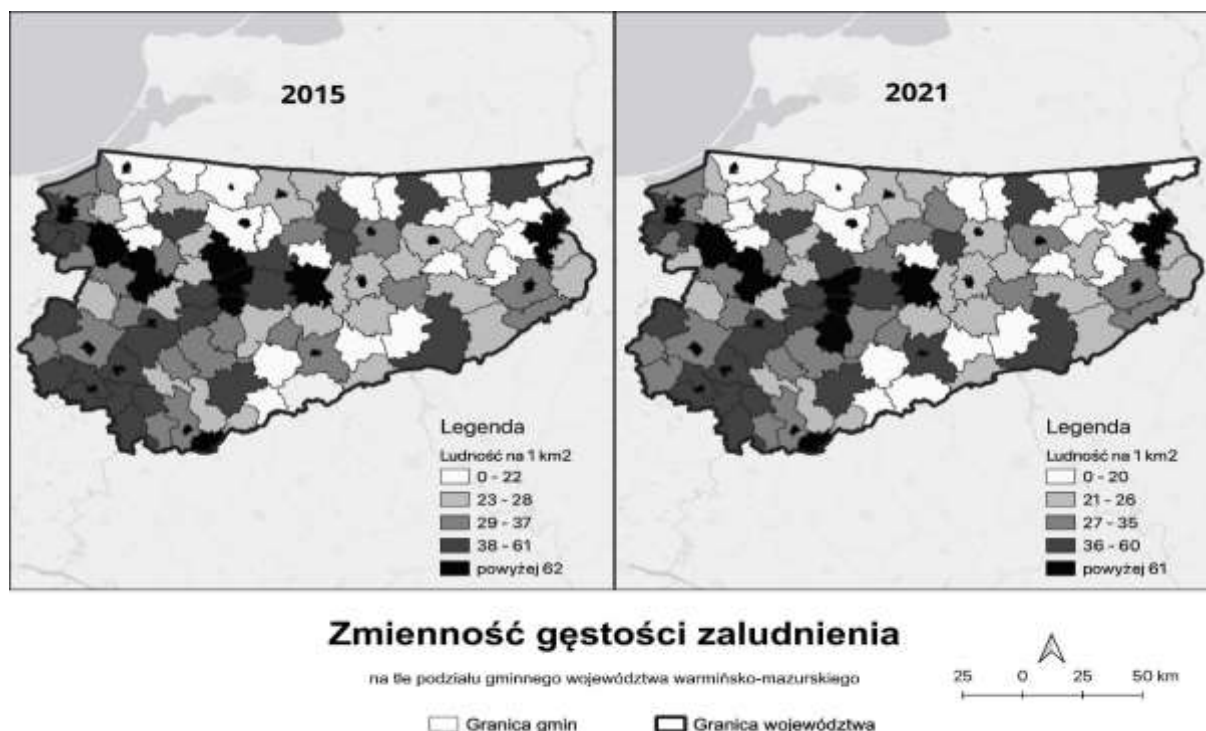 2015
2021
Legenda
Ludność na 1 km2
0 - 22
23 - 28
29 - 37
38 - 61
powyżej 62
Legenda
Ludność na 1 km2
0 - 20
21 - 26
27 - 35
36 - 60
powyżej 61
Zmienność gęstości zaludnienia
na tle podziału gminnego województwa warmińsko-mazurskiego
25 0 25 50 km
Granica gmin Granica województwa